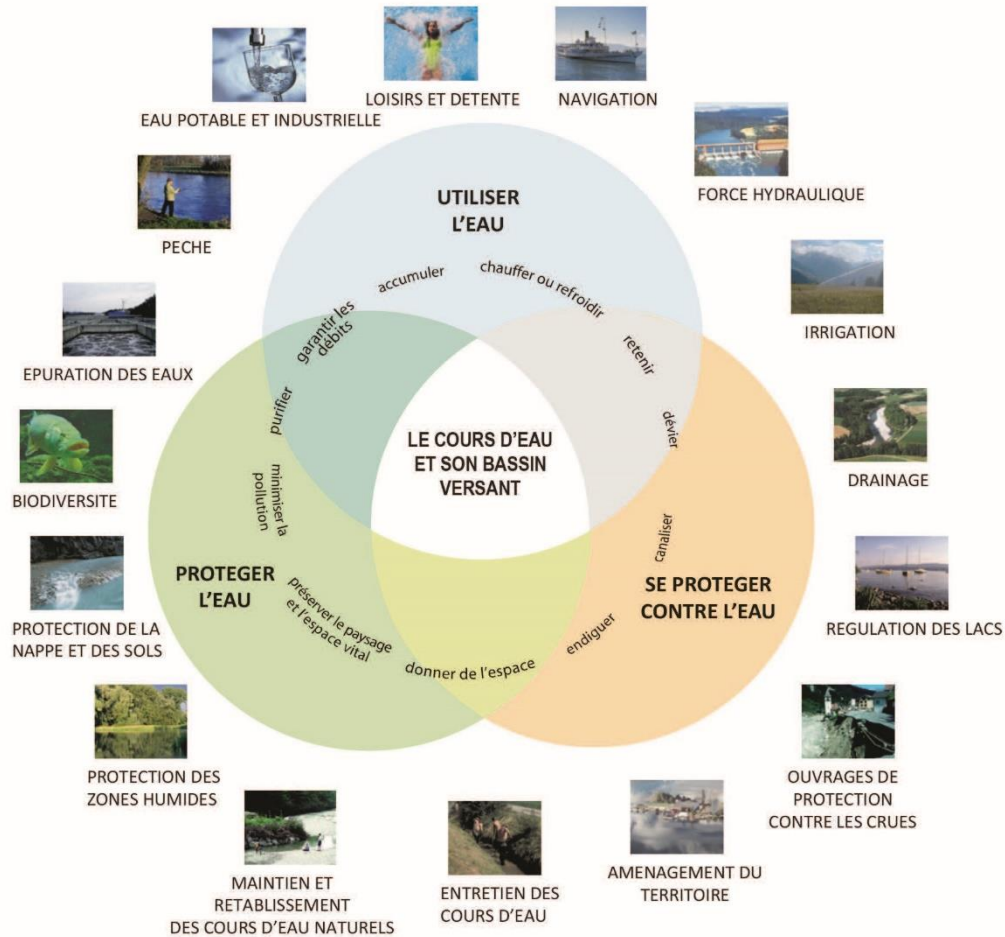 LOISIRS ET DETENTE
NAVIGATION
EAU POTABLE ET INDUSTRIELLE
FORCE HYDRAULIQUE
PECHE
IRRIGATION
EPURATION DES EAUX
DRAINAGE
BIODIVERSITE
REGULATION DES LACS
PROTECTION DE LA
NAPPE ET DES SOLS
OUVRAGES DE
PROTECTION
CONTRE LES CRUES
PROTECTION DES
ZONES HUMIDES
AMENAGEMENT DU
TERRITOIRE
ENTRETIEN DES
COURS D'EAU
MAINTIEN ET
RETABLISSEMENT
DES COURS D'EAU NATURELS
UTILISER
L'EAU
accumuler
chauffer ou refroidir
garantir les
débits
retenir
purifier
dévier
LE COURS D'EAU
ET SON BASSIN
VERSANT
minimiser la
pollution
canaliser
PROTEGER
L'EAU
SE PROTEGER
CONTRE L'EAU
préserver le paysage
et l'espace vital
donner de l'espace
endiguer